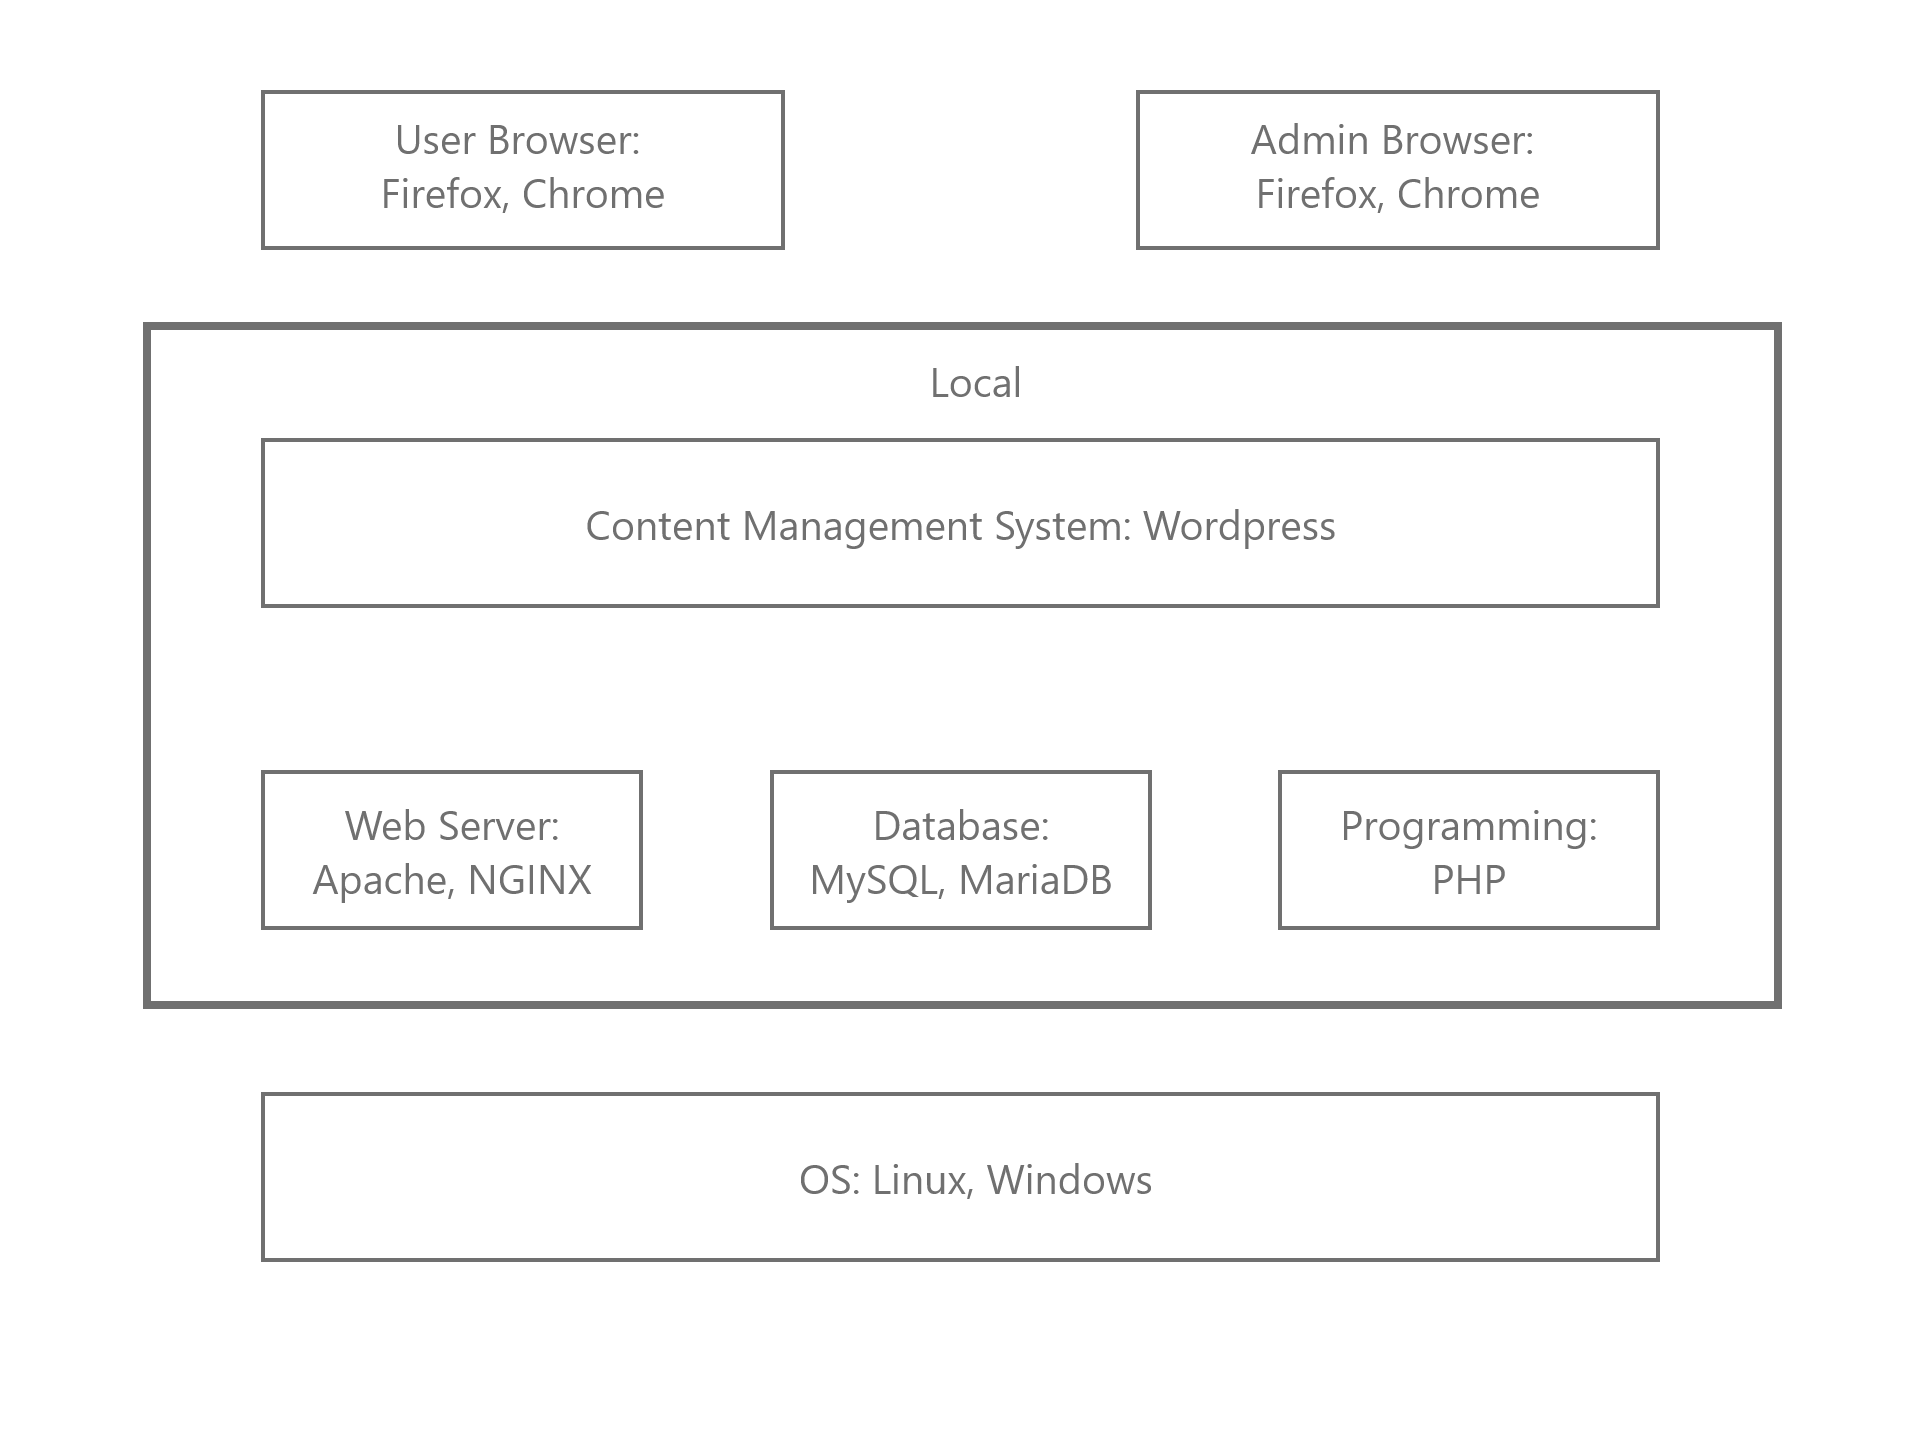 User Browser:
Firefox, Chrome
Admin Browser:
Firefox, Chrome
Local
Content Management System: Wordpress
Web Server:
Apache, NGINX
Database:
MySQL, MariaDB
Programming:
PHP
OS: Linux, Windows